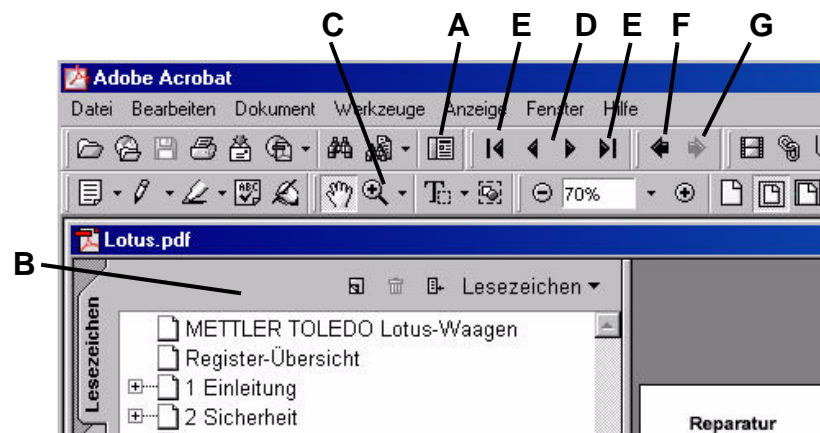 C A E D E F G
Adobe Acrobat
Datei Bearbeiten Dokument Werkzeuge Anzeige Fenster Hilfe
ABC
T 70%
Lotus.pdf
B
Lesezeichen
Lesezeichen
METTLER TOLEDO Lotus-Waagen
Register-Übersicht
1 Einleitung
2 Sicherheit
Reparatur